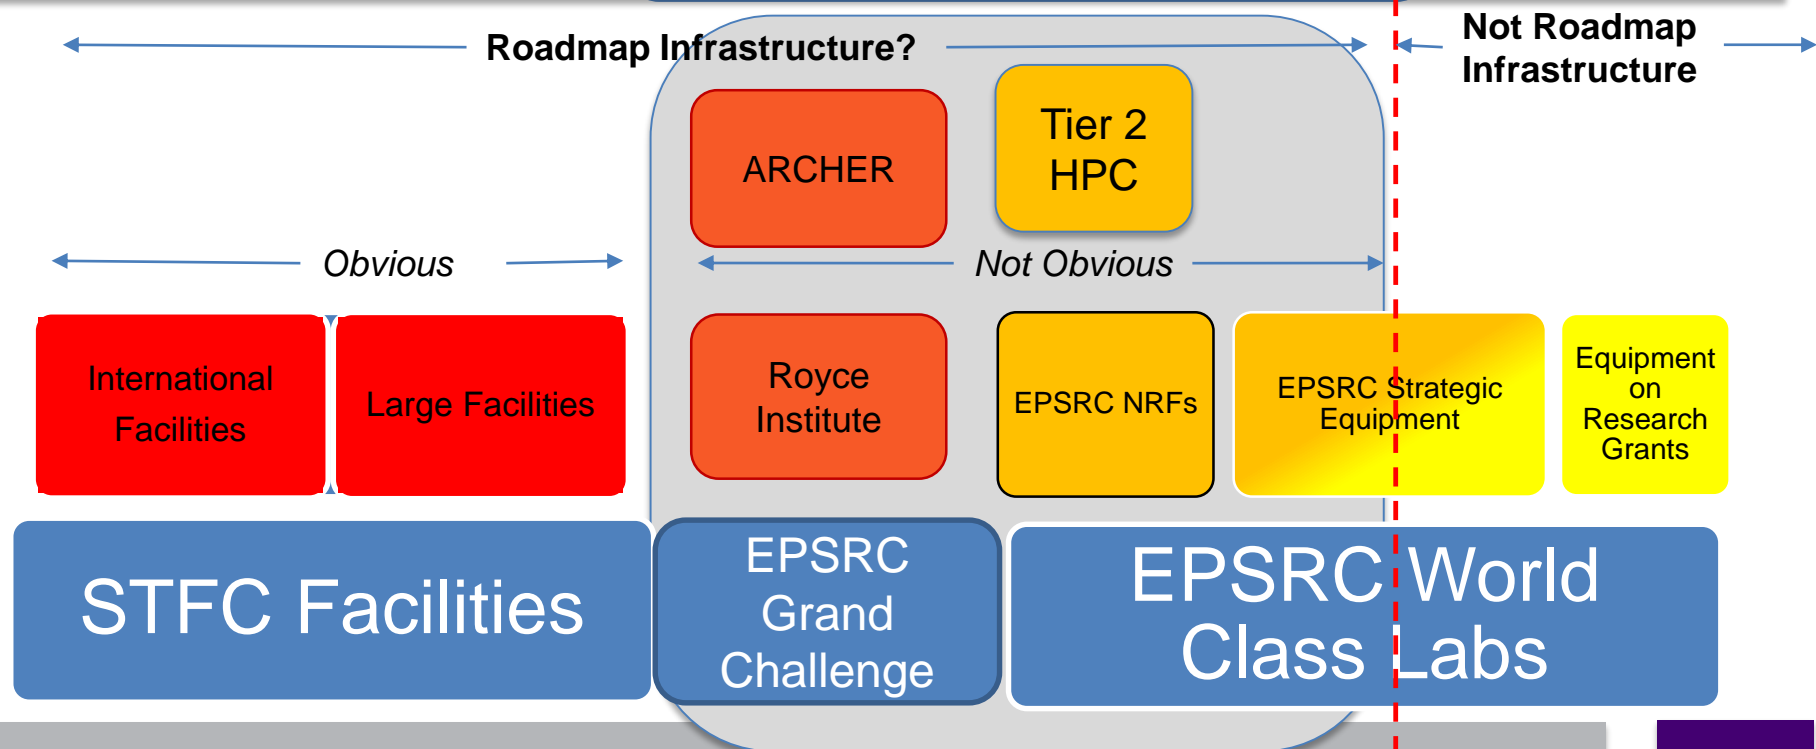 Roadmap Infrastructure?
Not Roadmap
Infrastructure
ARCHER
Tier 2
HPC
Obvious
Not Obvious
International
Facilities
Large Facilities
Royce
Institute
EPSRC NRFs
EPSRC Strategic
Equipment
Equipment
on
Research
Grants
STFC Facilities
EPSRC
Grand
Challenge
EPSRC World
Class Labs